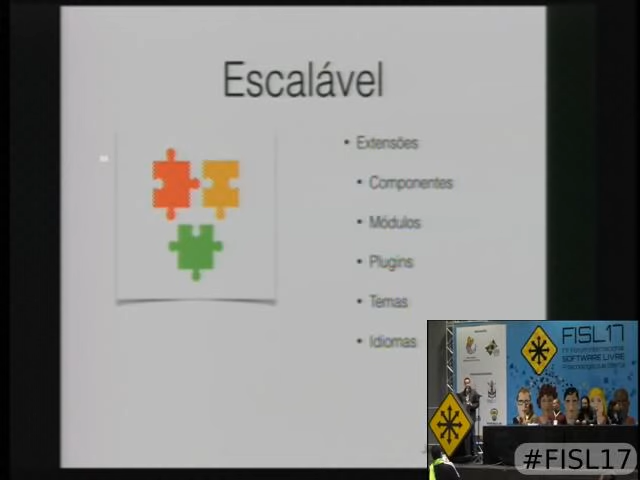 Escalável
• Extensões
• Componentes
• Módulos
• Plugins
• Temas
• Idiomas
FISL17
SOFTWARE LIVRE
#FISL17